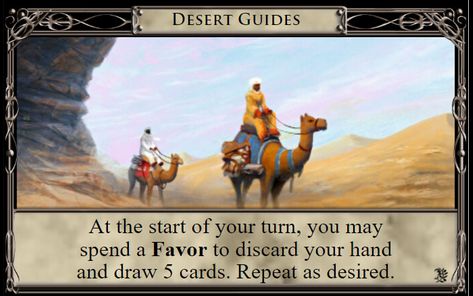 Desert Guides
At the start of your turn, you may
spend a Favor to discard your hand
and draw 5 cards. Repeat as desired.